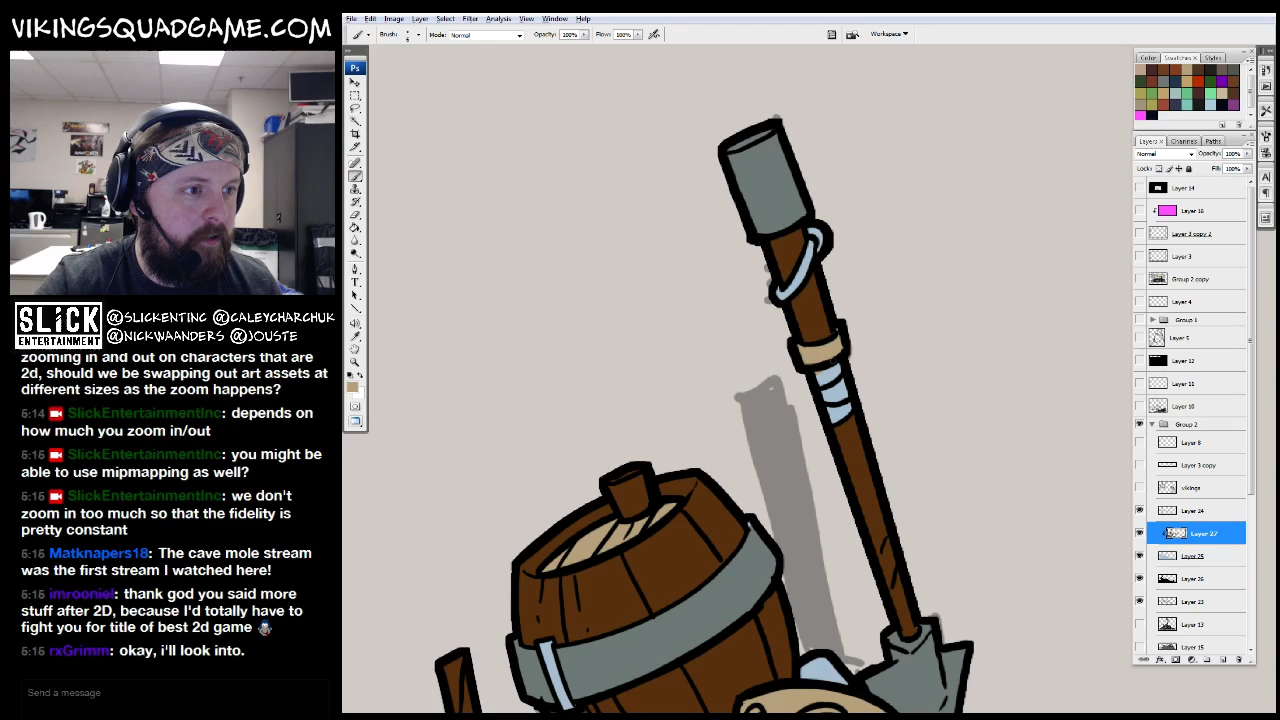 VIKINGSQUADGAME.COM
SLICK
ENTERTAINMENT
@SLICKENTINC @CALEYCHARCHUK
@NICKWAANDERS @JOUSTE
zooming in and out on characters that are
2d, should we be swapping out art assets at
different sizes as the zoom happens?
5:14 SlickEntertainmentInc: depends on
how much you zoom in/out
5:15 SlickEntertainmentInc: you might be
able to use mipmapping as well?
5:15 SlickEntertainmentInc: we don't
zoom in too much so that the fidelity is
pretty constant
5:15 Matknapers18: The cave mole stream
was the first stream I watched here!
5:15 imrooniel: thank god you said more
stuff after 2D, because I'd totally have to
fight you for title of best 2d game
5:15 rxGrimm: okay, i'll look into.
Send a message
File Edit Image Layer Select Filter Analysis View Window Help
Brush: 6 Mode: Normal Opacity: 100% Flow: 100% Workspace
Ps
Color Swatches Styles
Layers Channels Paths
Normal Opacity: 100%
Lock: Fill: 100%
Layer 14
Layer 16
Layer 3 copy 2
Layer 3
Group 2 copy
Layer 4
Group 1
Layer 5
Layer 12
Layer 11
Layer 10
Group 2
Layer 8
Layer 3 copy
vikings
Layer 24
Layer 27
Layer 25
Layer 26
Layer 23
Layer 13
Layer 15